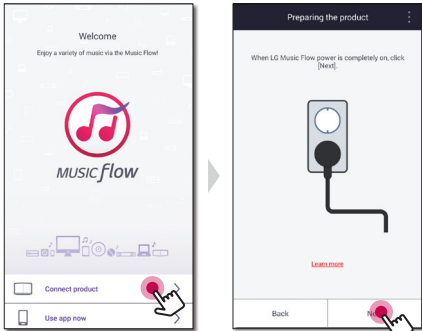 Welcome
Enjoy a variety of music via the Music Flow!
MUSIC flow
Connect product
Use app now
Preparing the product
When LG Music Flow power is completely on, click
[Next].
Learn more
Back